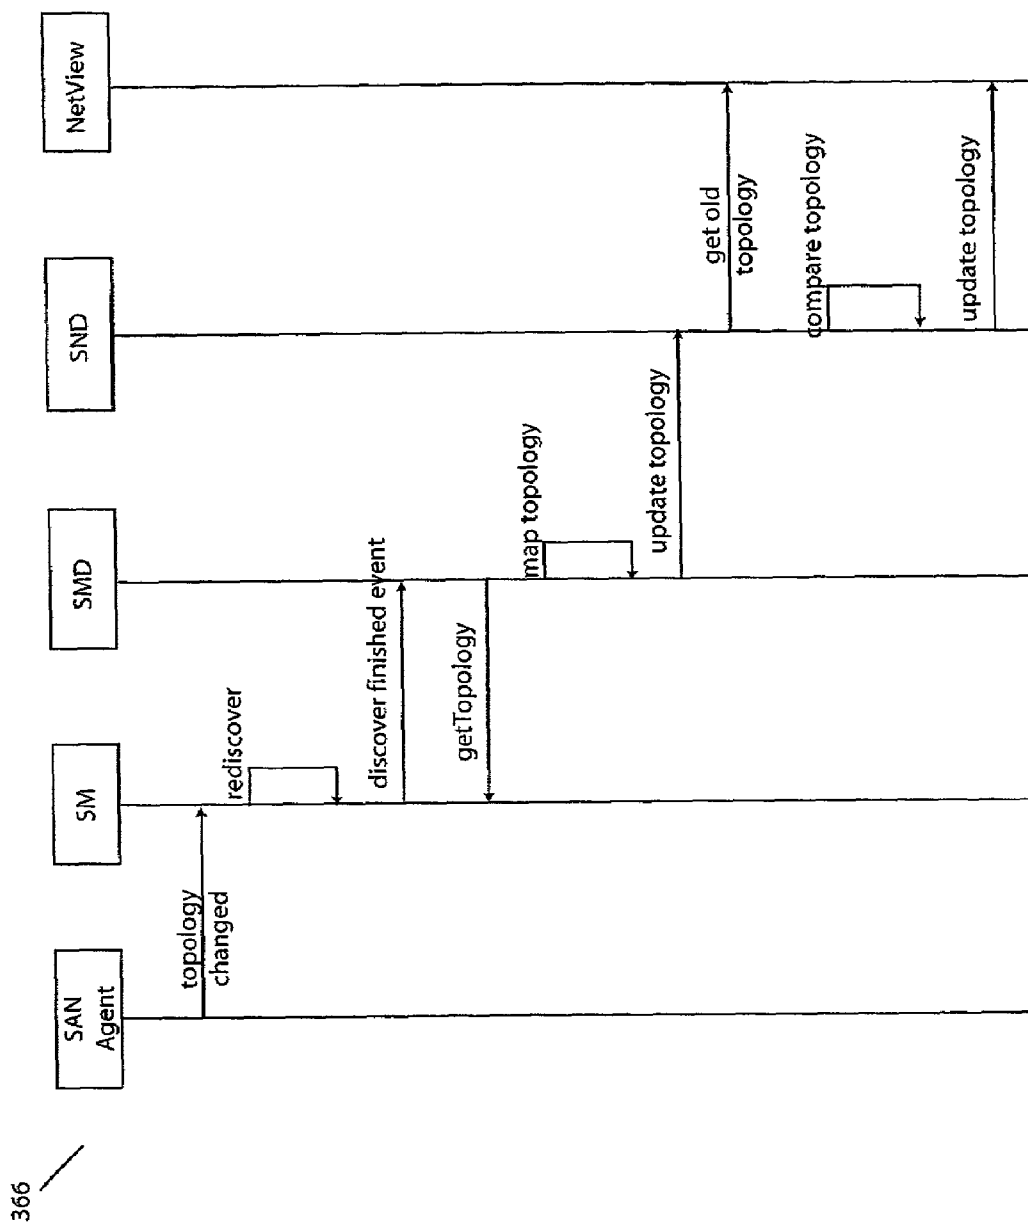 366
SAN
Agent
SM
SMD
SND
NetView
topology
changed
rediscover
discover finished event
getTopology
map topology
update topology
get old
topology
compare topology
update topology